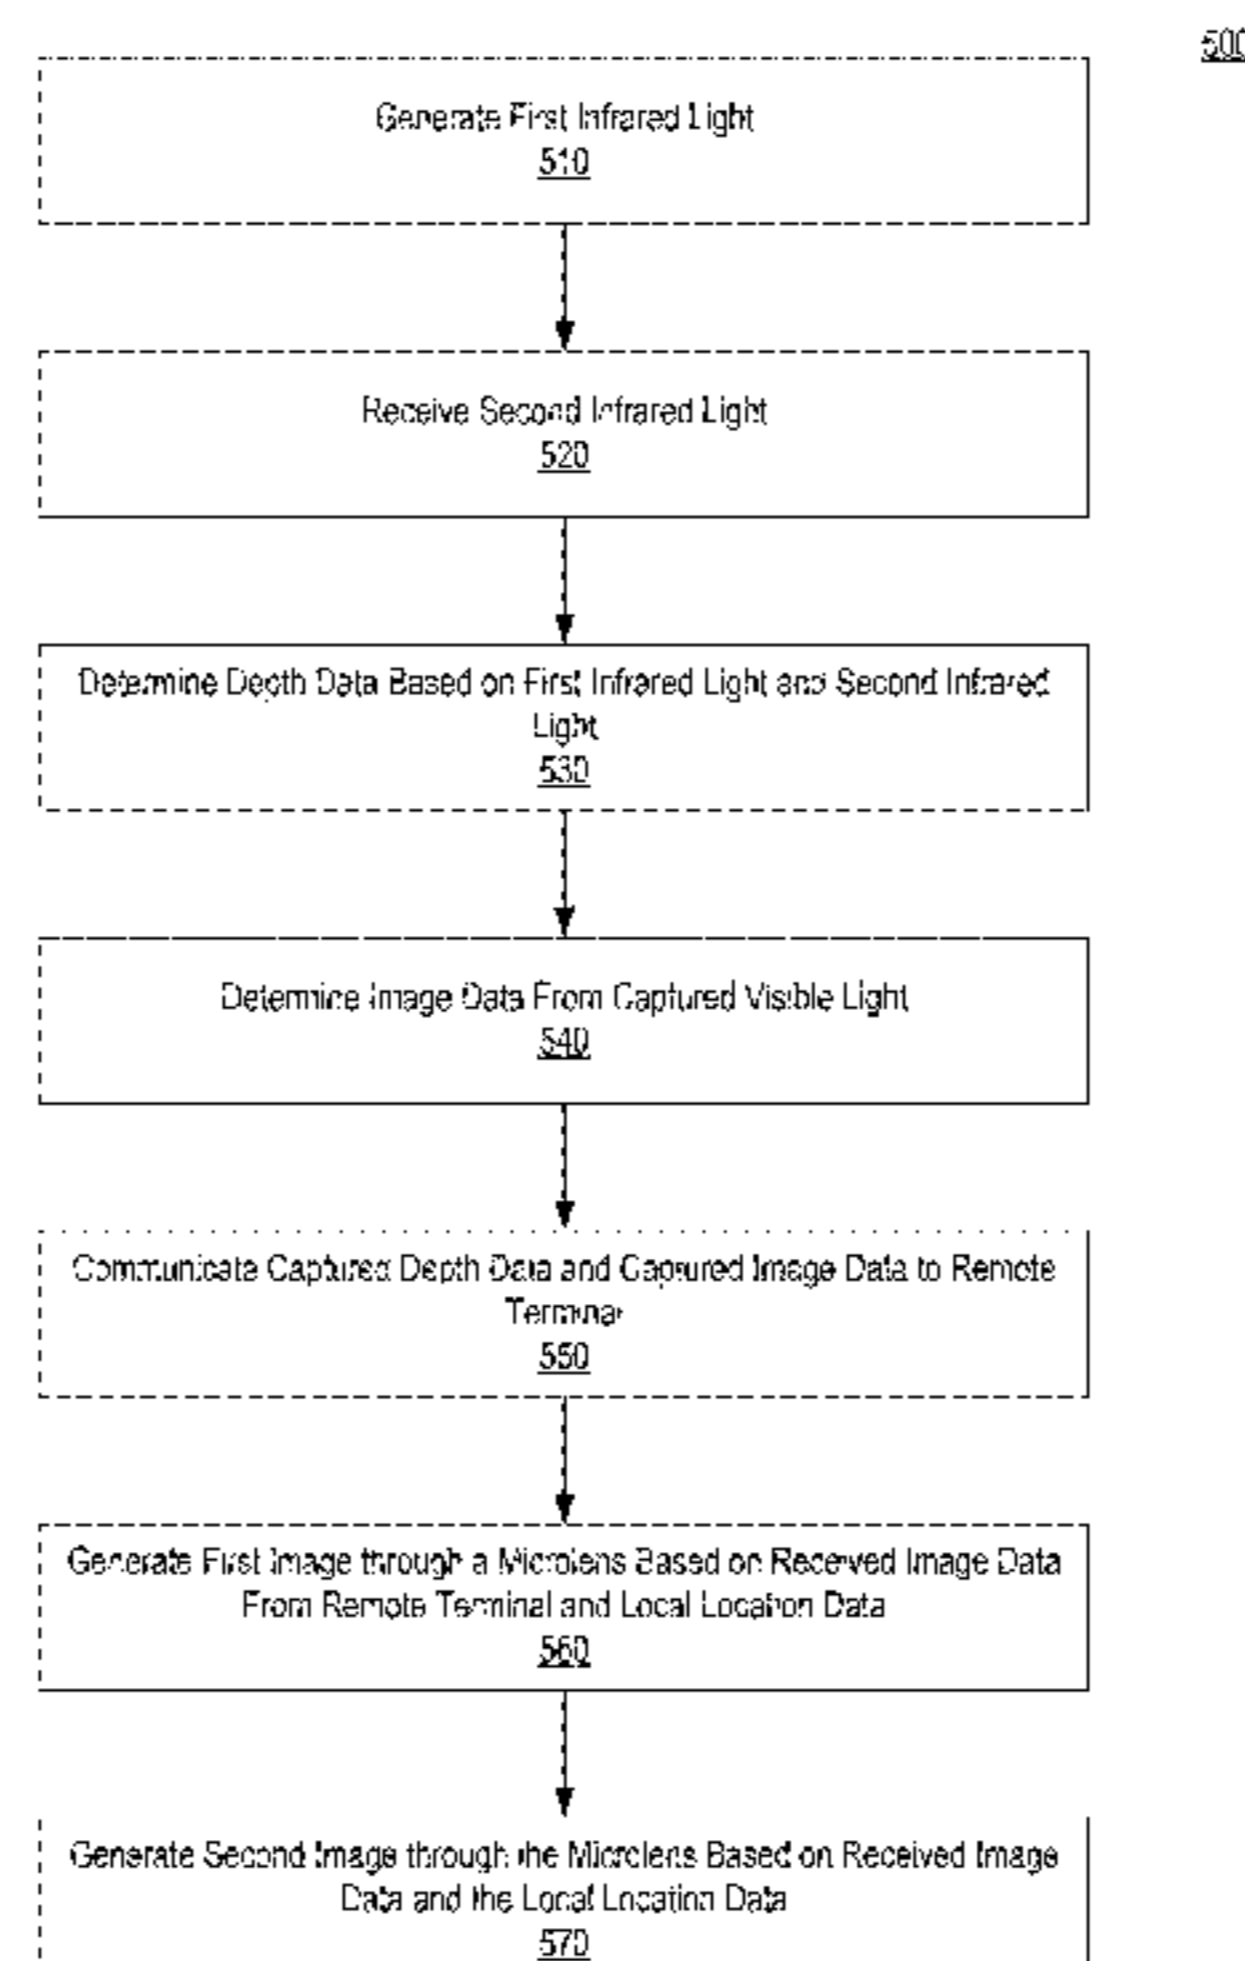 500
Generate First Infrared Light
510
Receive Second Infrared Light
520
Determine Depth Data Based on First Infrared Light and Second Infrared
Light
530
Determine Image Data From Captured Visible Light
540
Communicate Captured Depth Data and Captured Image Data to Remote
Terminal
550
Generate First Image through a Microlens Based on Received Image Data
From Remote Terminal and Local Location Data
560
Generate Second Image through the Microlens Based on Received Image
Data and the Local Location Data
570